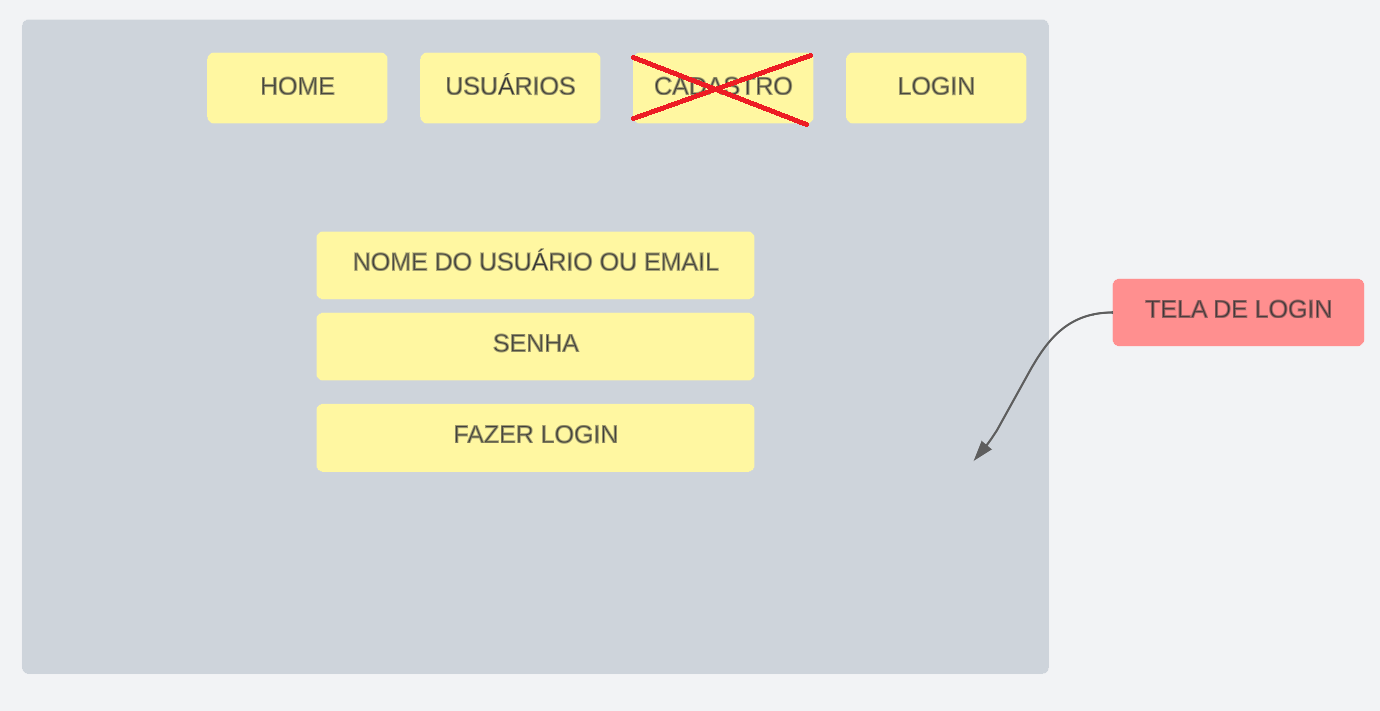 HOME
USUÁRIOS
CADASTRO
LOGIN
NOME DO USUÁRIO OU EMAIL
SENHA
FAZER LOGIN
TELA DE LOGIN